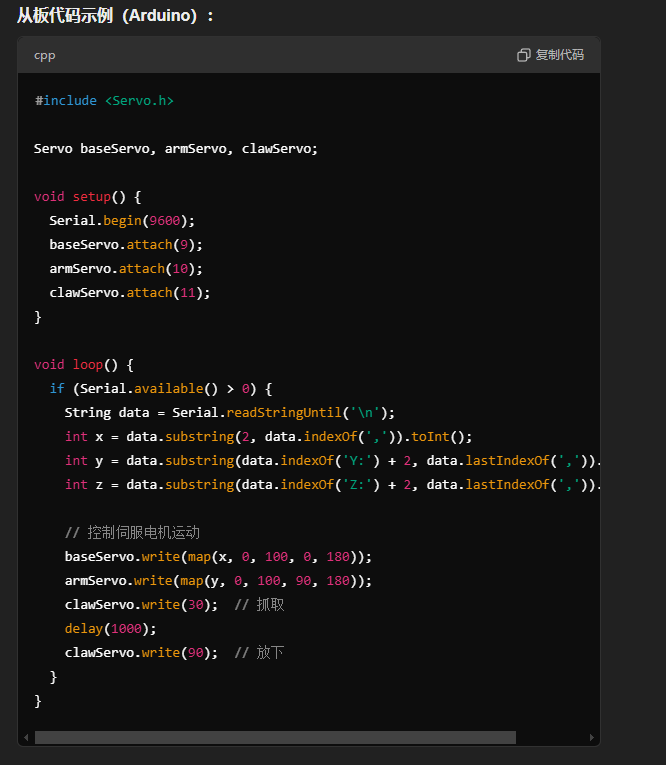 从板代码示例（Arduino）：
cpp
复制代码
#include <Servo.h>
Servo baseServo, armServo, clawServo;
void setup() {
  Serial.begin(9600);
  baseServo.attach(9);
  armServo.attach(10);
  clawServo.attach(11);
}
void loop() {
  if (Serial.available() > 0) {
    String data = Serial.readStringUntil('\n');
    int x = data.substring(2, data.indexOf(',')).toInt();
    int y = data.substring(data.indexOf('Y:') + 2, data.lastIndexOf(',')).
    int z = data.substring(data.indexOf('Z:') + 2, data.lastIndexOf(',')).
    // 控制伺服电机运动
    baseServo.write(map(x, 0, 100, 0, 180));
    armServo.write(map(y, 0, 100, 90, 180));
    clawServo.write(30);  // 抓取
    delay(1000);
    clawServo.write(90);  // 放下
  }
}